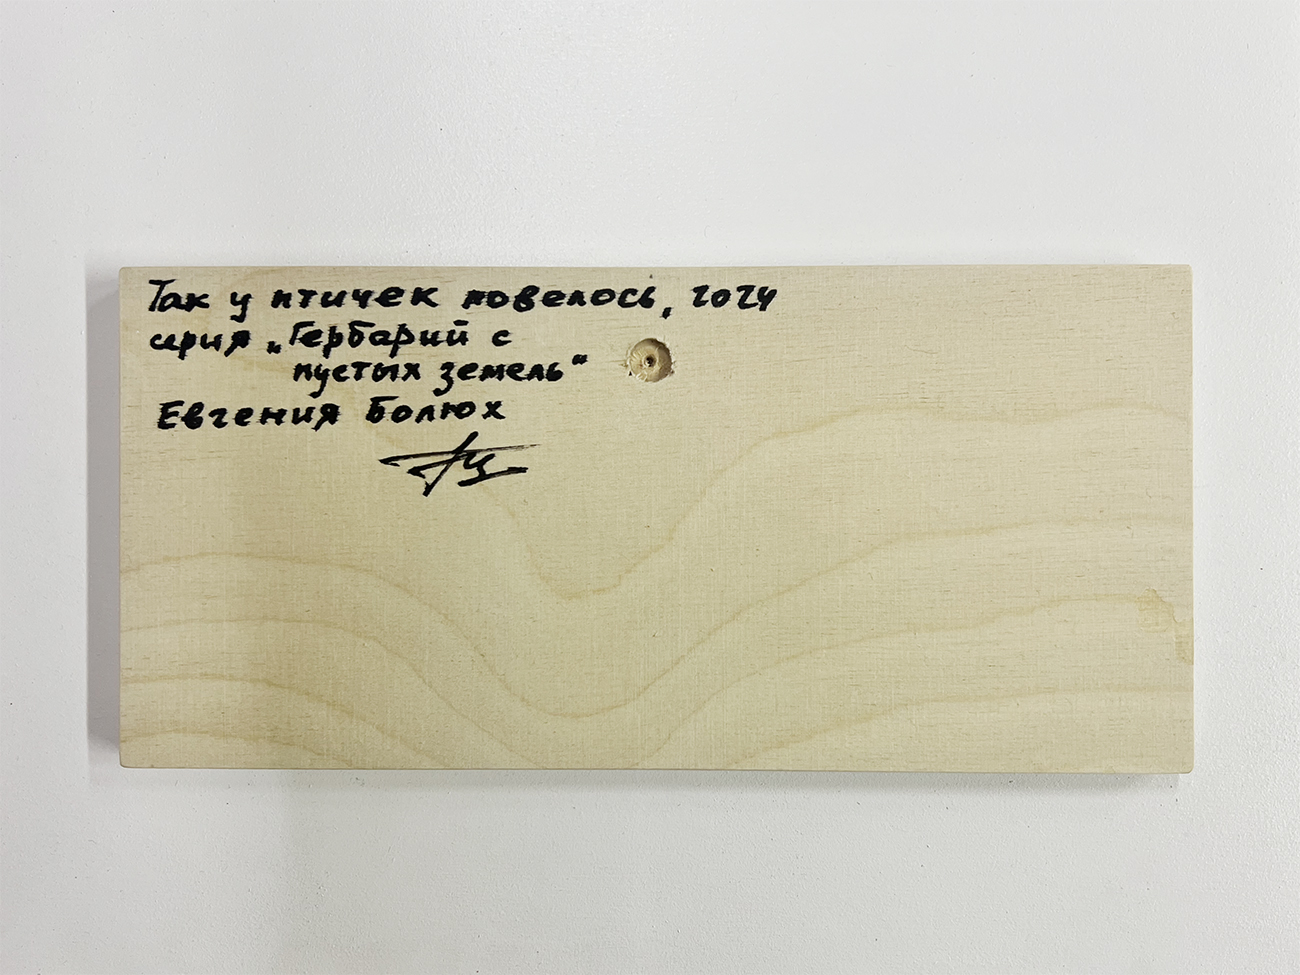 Так у птичек повелось, 2024
серия „Гербарий с
пустых земель“
Евгения Болюх